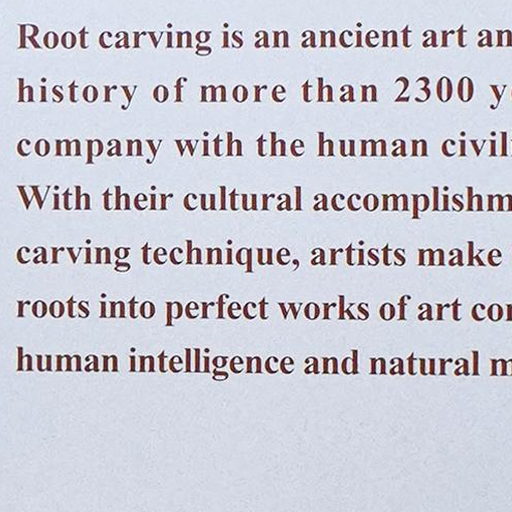 Root carving is an ancient art an
history of more than 2300 y
company with the human civil
With their cultural accomplishm
carving technique, artists make
roots into perfect works of art co
human intelligence and natural m